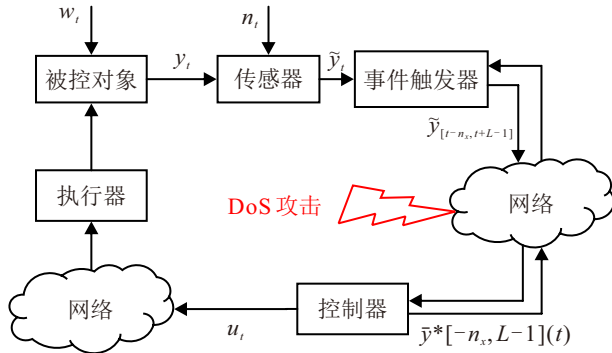 w_t
n_t
被控对象
y_t
传感器
ỹ_t
事件触发器
ỹ_{[t-n_x, t+L-1]}
执行器
DoS 攻击
网络
网络
u_t
控制器
ȳ*[-n_x, L-1](t)